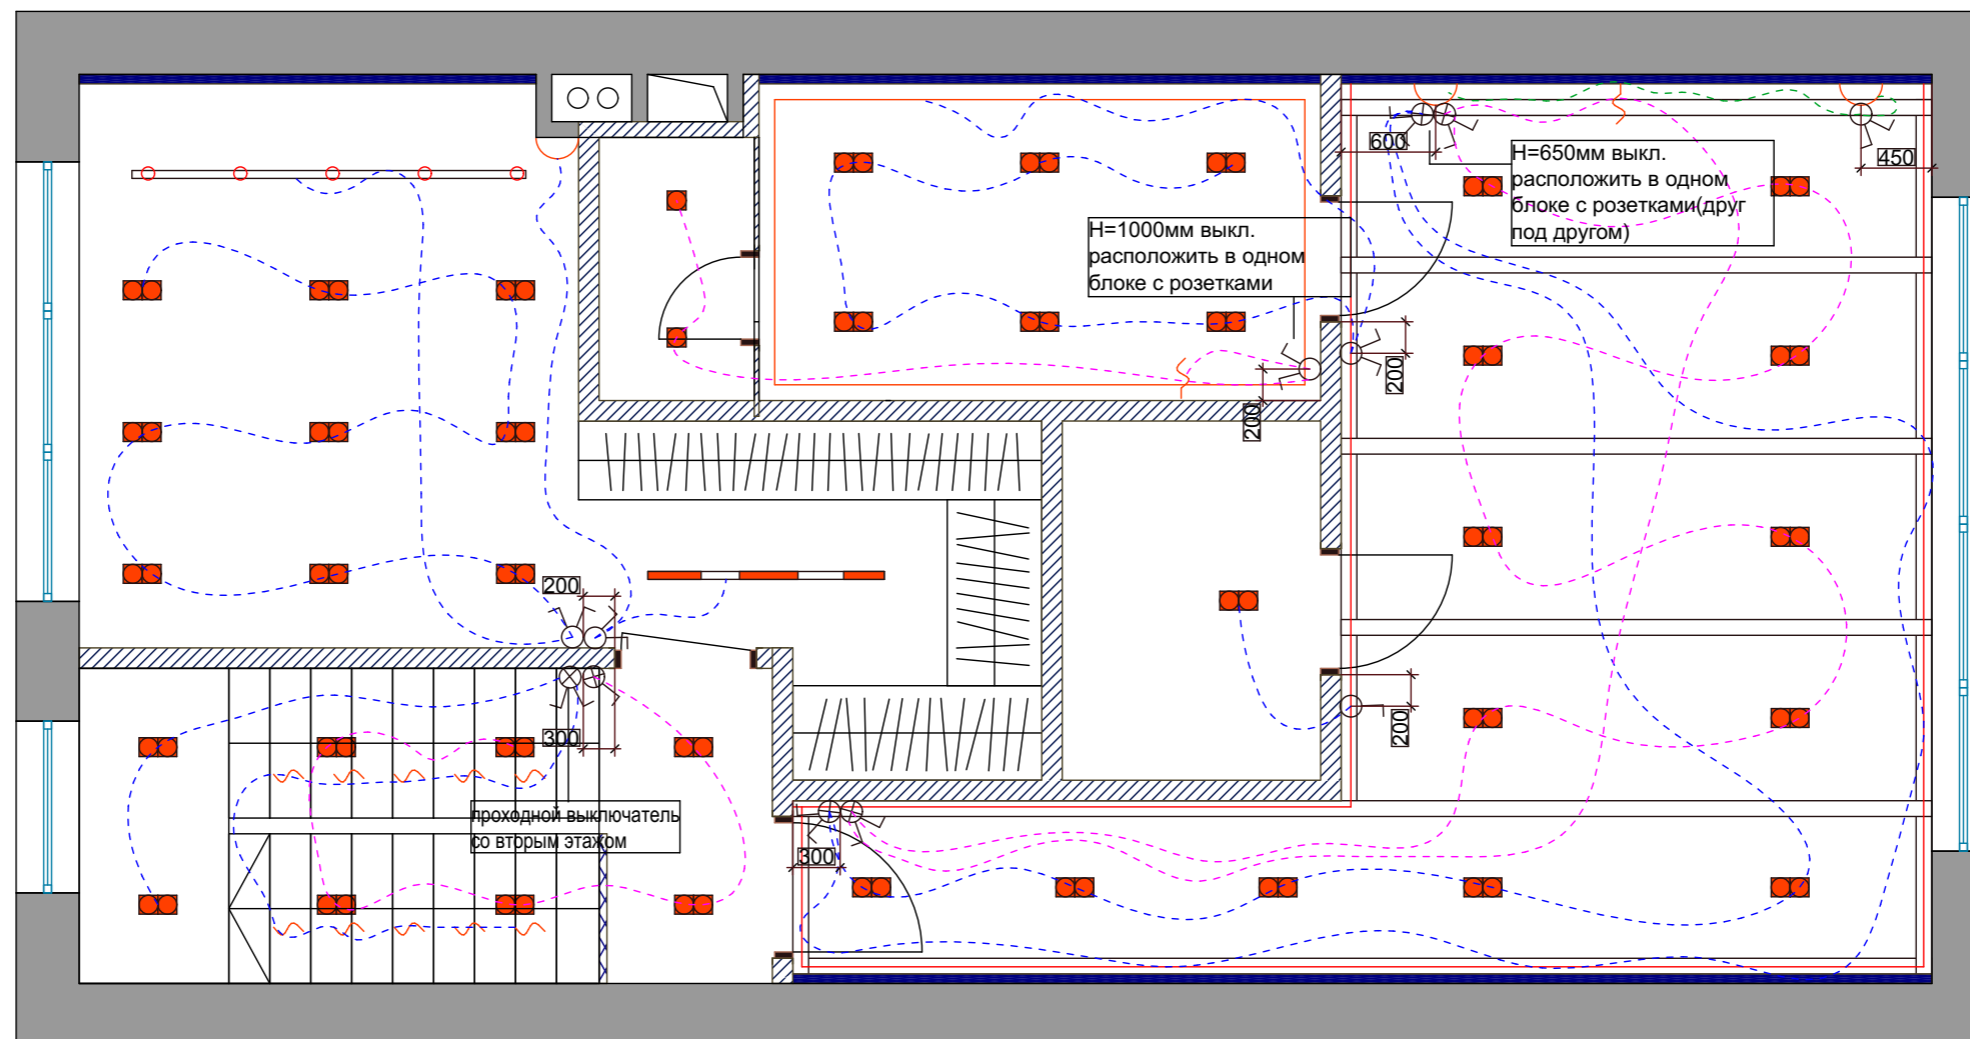 600
450
H=650мм выкл.
расположить в одном
блоке с розетками(друг
под другом)
H=1000мм выкл.
расположить в одном
блоке с розетками
200
200
200
300
200
проходной выключатель
со вторым этажом
300